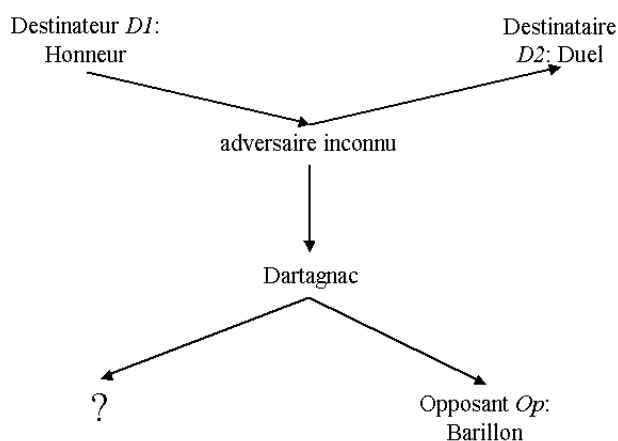 Destinateur D1:
Honneur
Destinataire
D2: Duel
adversaire inconnu
Dartagnac
?
Opposant Op:
Barillon